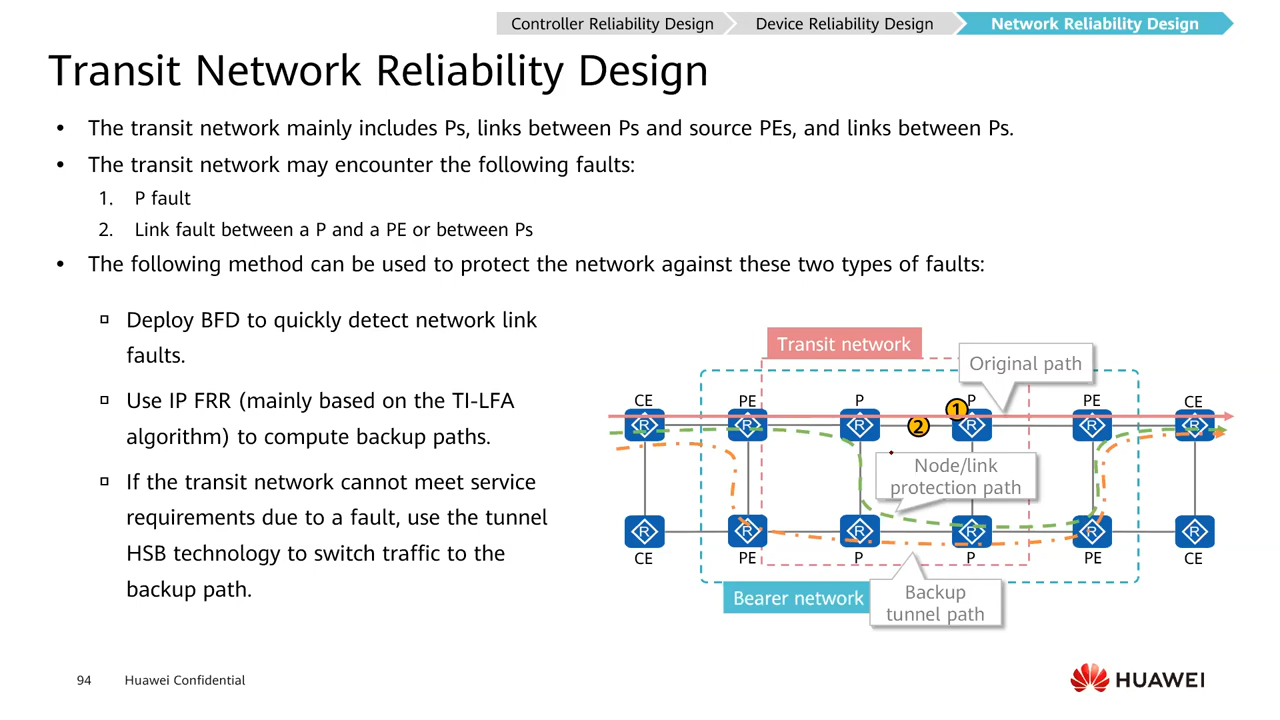 Controller Reliability Design
Device Reliability Design
Network Reliability Design
Transit Network Reliability Design
• The transit network mainly includes Ps, links between Ps and source PEs, and links between Ps.
• The transit network may encounter the following faults:
1. P fault
2. Link fault between a P and a PE or between Ps
• The following method can be used to protect the network against these two types of faults:
Deploy BFD to quickly detect network link
faults.
Use IP FRR (mainly based on the TI-LFA
algorithm) to compute backup paths.
If the transit network cannot meet service
requirements due to a fault, use the tunnel
HSB technology to switch traffic to the
backup path.
Transit network
Original path
CE
PE
P
1
P
PE
CE
R
R
R
2
R
R
R
Node/link
protection path
R
R
R
R
R
R
CE
PE
P
P
PE
CE
Bearer network
Backup
tunnel path
94
Huawei Confidential
HUAWEI